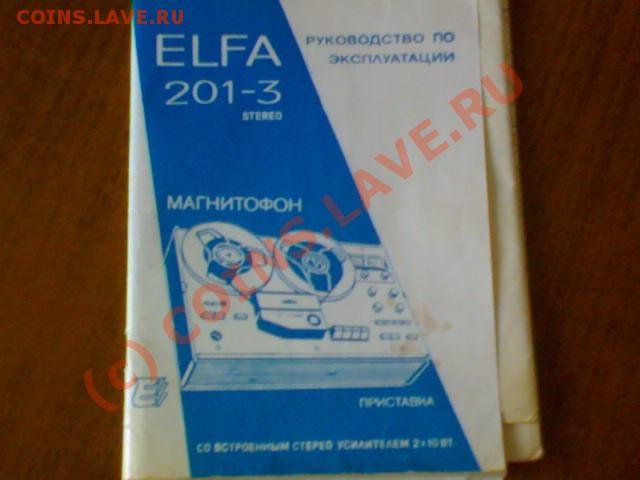 COINS.LAVE.RU
ELFA
201-3
STEREO
РУКОВОДСТВО ПО
ЭКСПЛУАТАЦИИ
МАГНИТОФОН
ПРИСТАВКА
СО ВСТРОЕННЫМ СТЕРЕО УСИЛИТЕЛЕМ 2×10 ВТ.
(c) COINS.LAVE.RU